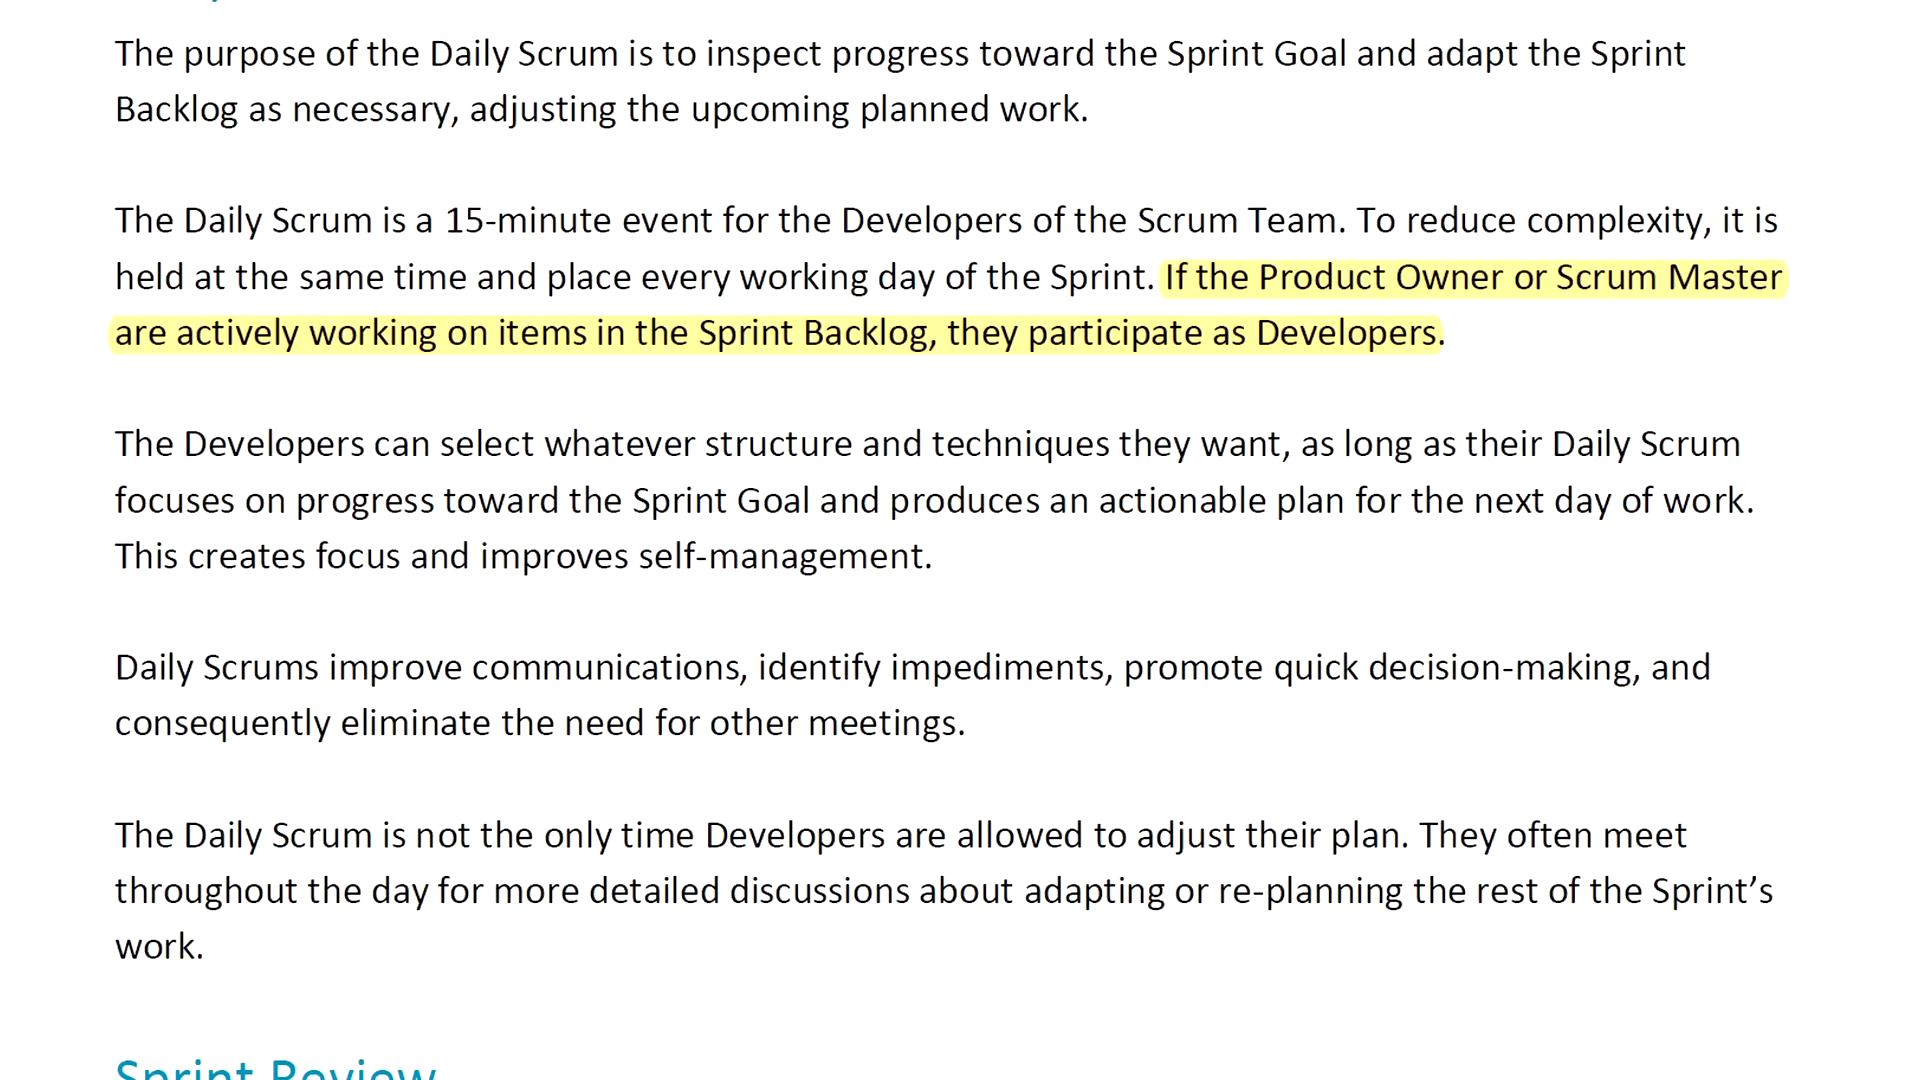 The purpose of the Daily Scrum is to inspect progress toward the Sprint Goal and adapt the Sprint
Backlog as necessary, adjusting the upcoming planned work.
The Daily Scrum is a 15-minute event for the Developers of the Scrum Team. To reduce complexity, it is
held at the same time and place every working day of the Sprint. If the Product Owner or Scrum Master
are actively working on items in the Sprint Backlog, they participate as Developers.
The Developers can select whatever structure and techniques they want, as long as their Daily Scrum
focuses on progress toward the Sprint Goal and produces an actionable plan for the next day of work.
This creates focus and improves self-management.
Daily Scrums improve communications, identify impediments, promote quick decision-making, and
consequently eliminate the need for other meetings.
The Daily Scrum is not the only time Developers are allowed to adjust their plan. They often meet
throughout the day for more detailed discussions about adapting or re-planning the rest of the Sprint’s
work.
Sprint Review